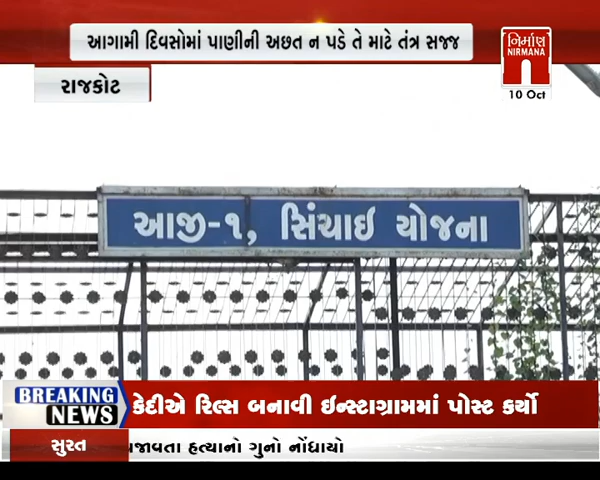 આગામી દિવસોમાં પાણીની અછત ન પડે તે માટે તંત્ર સજ્જ
નિર્માણ
NIRMANA
રાજકોટ
10 Oct
આજી-૧, સિંચાઇ યોજના
BREAKING
NEWS
કેદીએ રિલ્સ બનાવી ઇન્સ્ટાગ્રામમાં પોસ્ટ કર્યો
સુરત
હત્યાનો ગુનો નોંધાયો